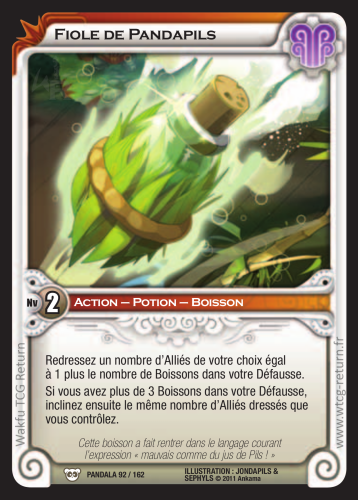 FIOLE DE PANDAPILS
Nv 2 ACTION – POTION – BOISSON
Redressez un nombre d'Alliés de votre choix égal
à 1 plus le nombre de Boissons dans votre Défausse.
Si vous avez plus de 3 Boissons dans votre Défausse,
inclinez ensuite le même nombre d'Alliés dressés que
vous contrôlez.
Cette boisson a fait rentrer dans le langage courant
l'expression « mauvais comme du jus de Pils ! »
PANDALA 92 / 162
ILLUSTRATION : JONDAPILS &
SEPHYLS © 2011 Ankama
Wakfu TCG Return
www.wtcg-return.fr